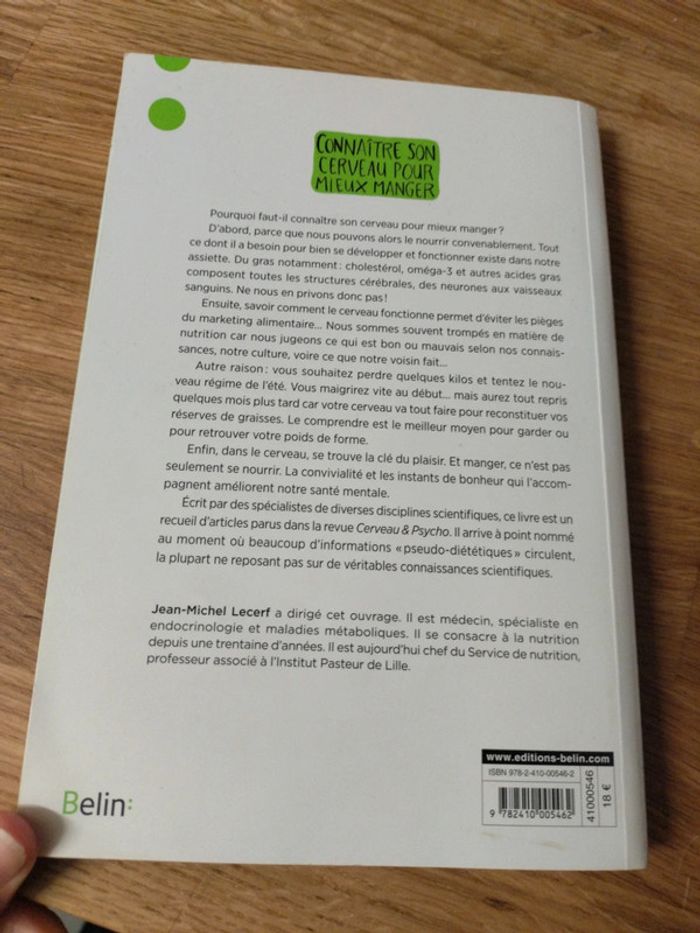 CONNAÎTRE SON
CERVEAU POUR
MIEUX MANGER
Pourquoi faut-il connaître son cerveau pour mieux manger ?
D'abord, parce que nous pouvons alors le nourrir convenablement. Tout
ce dont il a besoin pour bien se développer et fonctionner existe dans notre
assiette. Du gras notamment : cholestérol, oméga-3 et autres acides gras
composent toutes les structures cérébrales, des neurones aux vaisseaux
sanguins. Ne nous en privons donc pas !
Ensuite, savoir comment le cerveau fonctionne permet d'éviter les pièges
du marketing alimentaire... Nous sommes souvent trompés en matière de
nutrition car nous jugeons ce qui est bon ou mauvais selon nos connais-
sances, notre culture, voire ce que notre voisin fait...
Autre raison : vous souhaitez perdre quelques kilos et tentez le nou-
veau régime de l'été. Vous maigrirez vite au début... mais aurez tout repris
quelques mois plus tard car votre cerveau va tout faire pour reconstituer vos
réserves de graisses. Le comprendre est le meilleur moyen pour garder ou
pour retrouver votre poids de forme.
Enfin, dans le cerveau, se trouve la clé du plaisir. Et manger, ce n'est pas
seulement se nourrir. La convivialité et les instants de bonheur qui l'accom-
pagnent améliorent notre santé mentale.
Écrit par des spécialistes de diverses disciplines scientifiques, ce livre est un
recueil d'articles parus dans la revue Cerveau & Psycho. Il arrive à point nommé
au moment où beaucoup d'informations « pseudo-diététiques » circulent,
la plupart ne reposant pas sur de véritables connaissances scientifiques.
Jean-Michel Lecerf a dirigé cet ouvrage. Il est médecin, spécialiste en
endocrinologie et maladies métaboliques. Il se consacre à la nutrition
depuis une trentaine d'années. Il est aujourd'hui chef du Service de nutrition,
professeur associé à l'Institut Pasteur de Lille.
www.editions-belin.com
ISBN 978-2-410-00546-2
9 782410 005462
41000546
18 €
Belin: